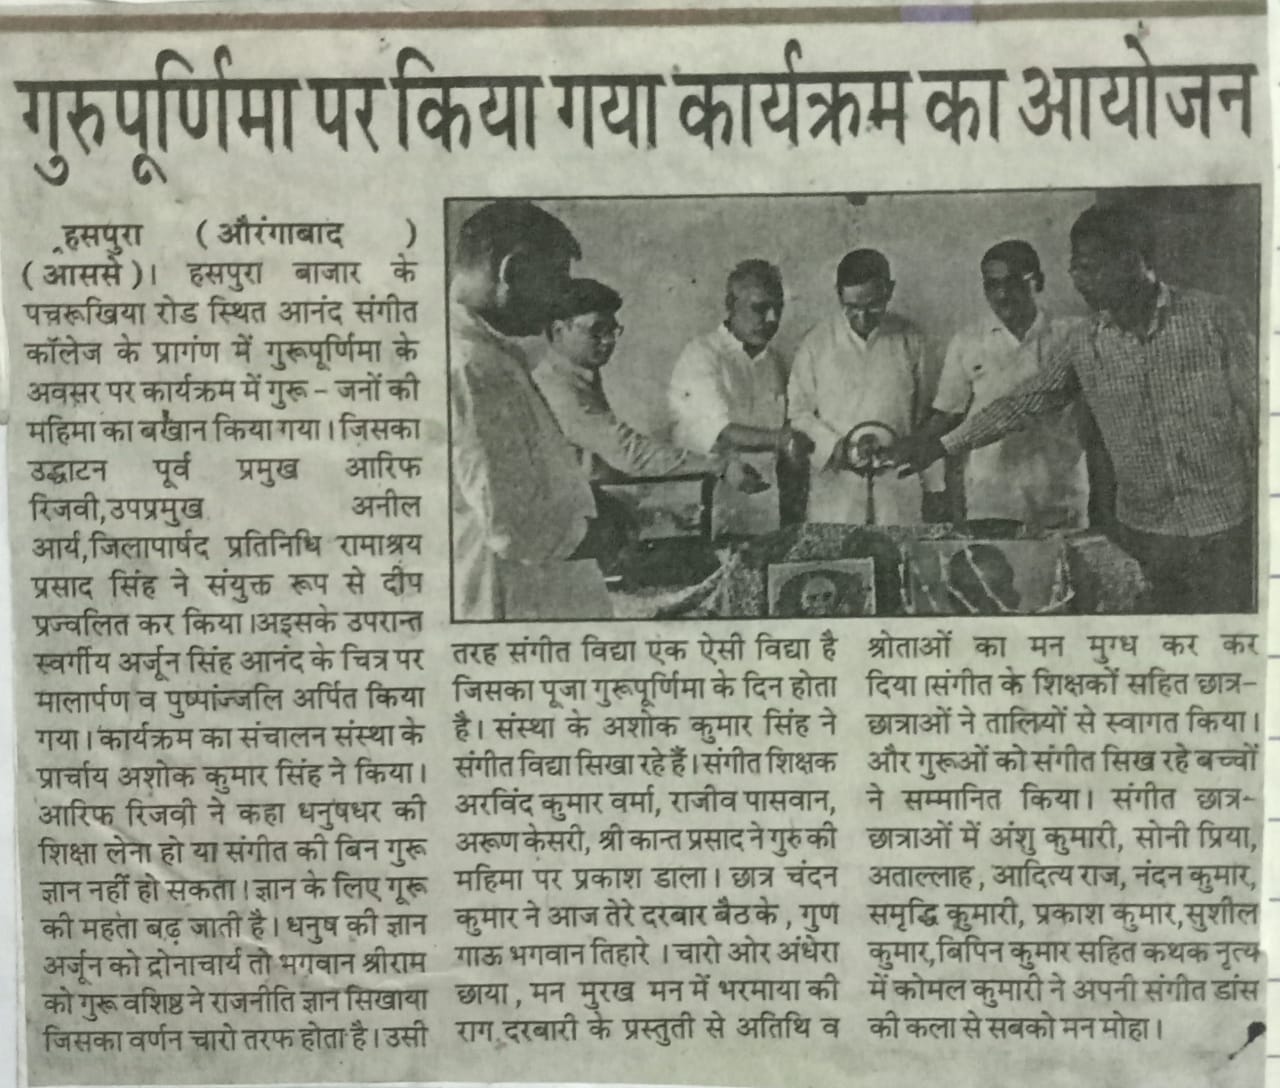 गुरुपूर्णिमा पर किया गया कार्यक्रम का आयोजन
हसपुरा (औरंगाबाद )
(आससे)। हसपुरा बाजार के
पचरूखिया रोड स्थित आनंद संगीत
कॉलेज के प्रागंण में गुरूपूर्णिमा के
अवसर पर कार्यक्रम में गुरू - जनों की
महिमा का बखान किया गया। जिसका
उद्घाटन पूर्व प्रमुख आरिफ
रिजवी,उपप्रमुख अनील
आर्य,जिलापार्षद प्रतिनिधि रामाश्रय
प्रसाद सिंह ने संयुक्त रूप से दीप
प्रज्वलित कर किया।अइसके उपरान्त
स्वर्गीय अर्जून सिंह आनंद के चित्र पर
मालार्पण व पुष्पांज्जलि अर्पित किया
गया। कार्यक्रम का संचालन संस्था के
प्रार्चाय अशोक कुमार सिंह ने किया।
आरिफ रिजवी ने कहा धनुषधर की
शिक्षा लेना हो या संगीत की बिन गुरू
ज्ञान नहीं हो सकता। ज्ञान के लिए गूरू
की महता बढ़ जाती है। धनुष की ज्ञान
अर्जून को द्रोनाचार्य तो भगवान श्रीराम
को गुरू वशिष्ठ ने राजनीति ज्ञान सिखाया
जिसका वर्णन चारो तरफ होता है। उसी
तरह संगीत विद्या एक ऐसी विद्या है
जिसका पूजा गुरूपूर्णिमा के दिन होता
है। संस्था के अशोक कुमार सिंह ने
संगीत विद्या सिखा रहे हैं। संगीत शिक्षक
अरविंद कुमार वर्मा, राजीव पासवान,
अरूण केसरी, श्री कान्त प्रसाद ने गुरु की
महिमा पर प्रकाश डाला। छात्र चंदन
कुमार ने आज तेरे दरबार बैठ के , गुण
गाऊ भगवान तिहारे । चारो ओर अंधेरा
छाया , मन मुरख मन में भरमाया की
राग दरबारी के प्रस्तुती से अतिथि व
श्रोताओं का मन मुग्ध कर कर
दिया।संगीत के शिक्षकों सहित छात्र-
छात्राओं ने तालियों से स्वागत किया।
और गुरूओं को संगीत सिख रहे बच्चों
ने सम्मानित किया। संगीत छात्र-
छात्राओं में अंशु कुमारी, सोनी प्रिया,
अताल्लाह, आदित्य राज, नंदन कुमार,
समृद्धि कुमारी, प्रकाश कुमार,सुशील
कुमार,बिपिन कुमार सहित कथक नृत्य
में कोमल कुमारी ने अपनी संगीत डांस
की कला से सबको मन मोहा।